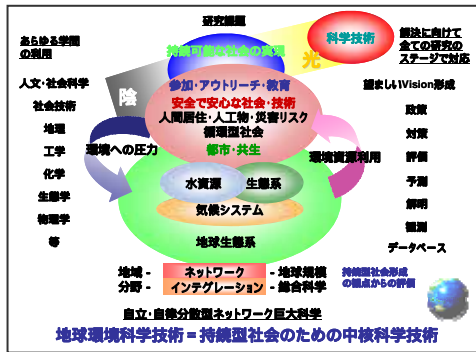 研究課題
あらゆる学問
の利用
人文・社会科学
社会技術
地理
工学
化学
生態学
物理学
等
持続可能な社会の実現
科学技術
陰
光
参加・アウトリーチ・教育
安全で安心な社会・技術
人間居住・人工物・災害リスク
循環型社会
都市・共生
環境への圧力
環境資源利用
水資源
生態系
気候システム
地球生態系
解決に向けて
全ての研究の
ステージで対応
望ましいVision形成
政策
対策
評価
予測
解明
観測
データベース
地域 - ネットワーク - 地球規模
分野 - インテグレーション - 総合科学
持続型社会形成
の観点からの評価
自立・自律分散型ネットワーク巨大科学
地球環境科学技術＝持続型社会のための中核科学技術